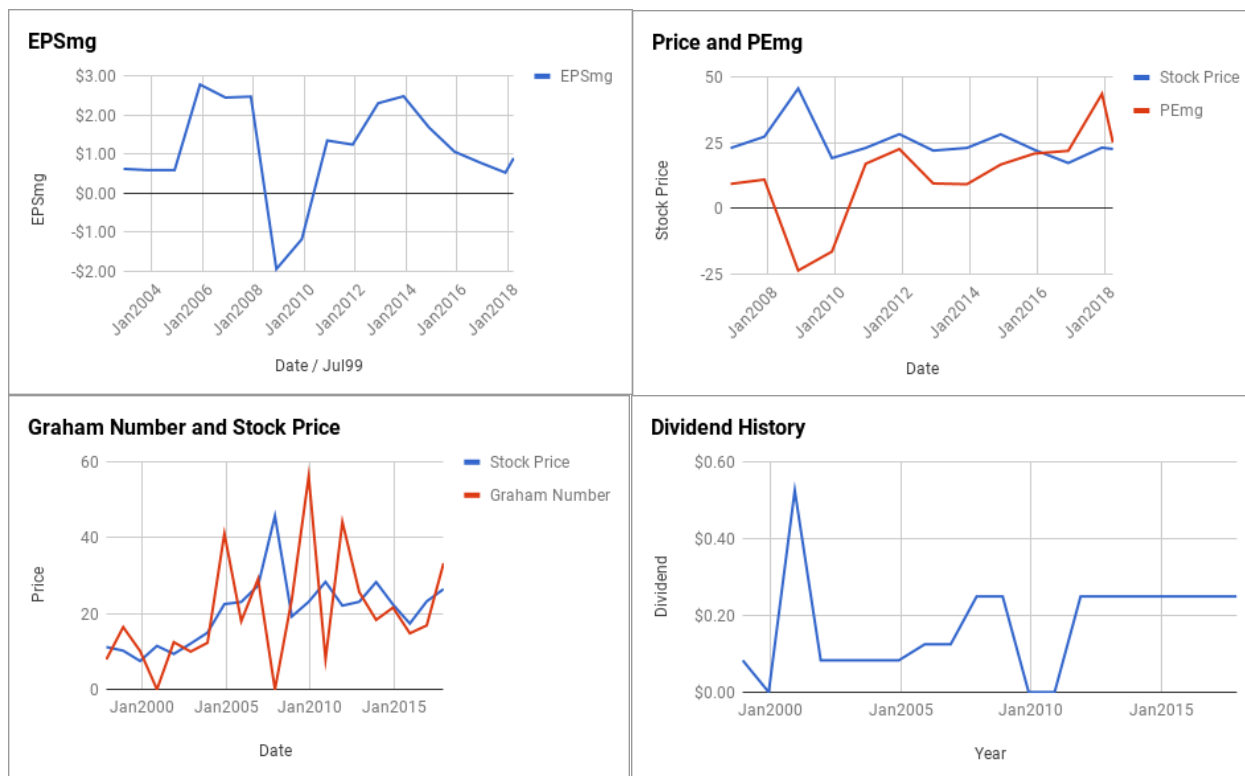 EPSmg
EPSmg
$3.00
$2.00
$1.00
$0.00
-$1.00
-$2.00
EPSmg
Jan2004
Jan2006
Jan2008
Jan2010
Jan2012
Jan2014
Jan2016
Jan2018
Date / Jul99
Price and PEmg
Stock Price
PEmg
50
25
0
-25
Stock Price
Jan2008
Jan2010
Jan2012
Jan2014
Jan2016
Jan2018
Date
Graham Number and Stock Price
Stock Price
Graham Number
60
40
20
0
Price
Jan2000
Jan2005
Jan2010
Jan2015
Date
Dividend History
$0.60
$0.40
$0.20
$0.00
Dividend
Jan2000
Jan2005
Jan2010
Jan2015
Year